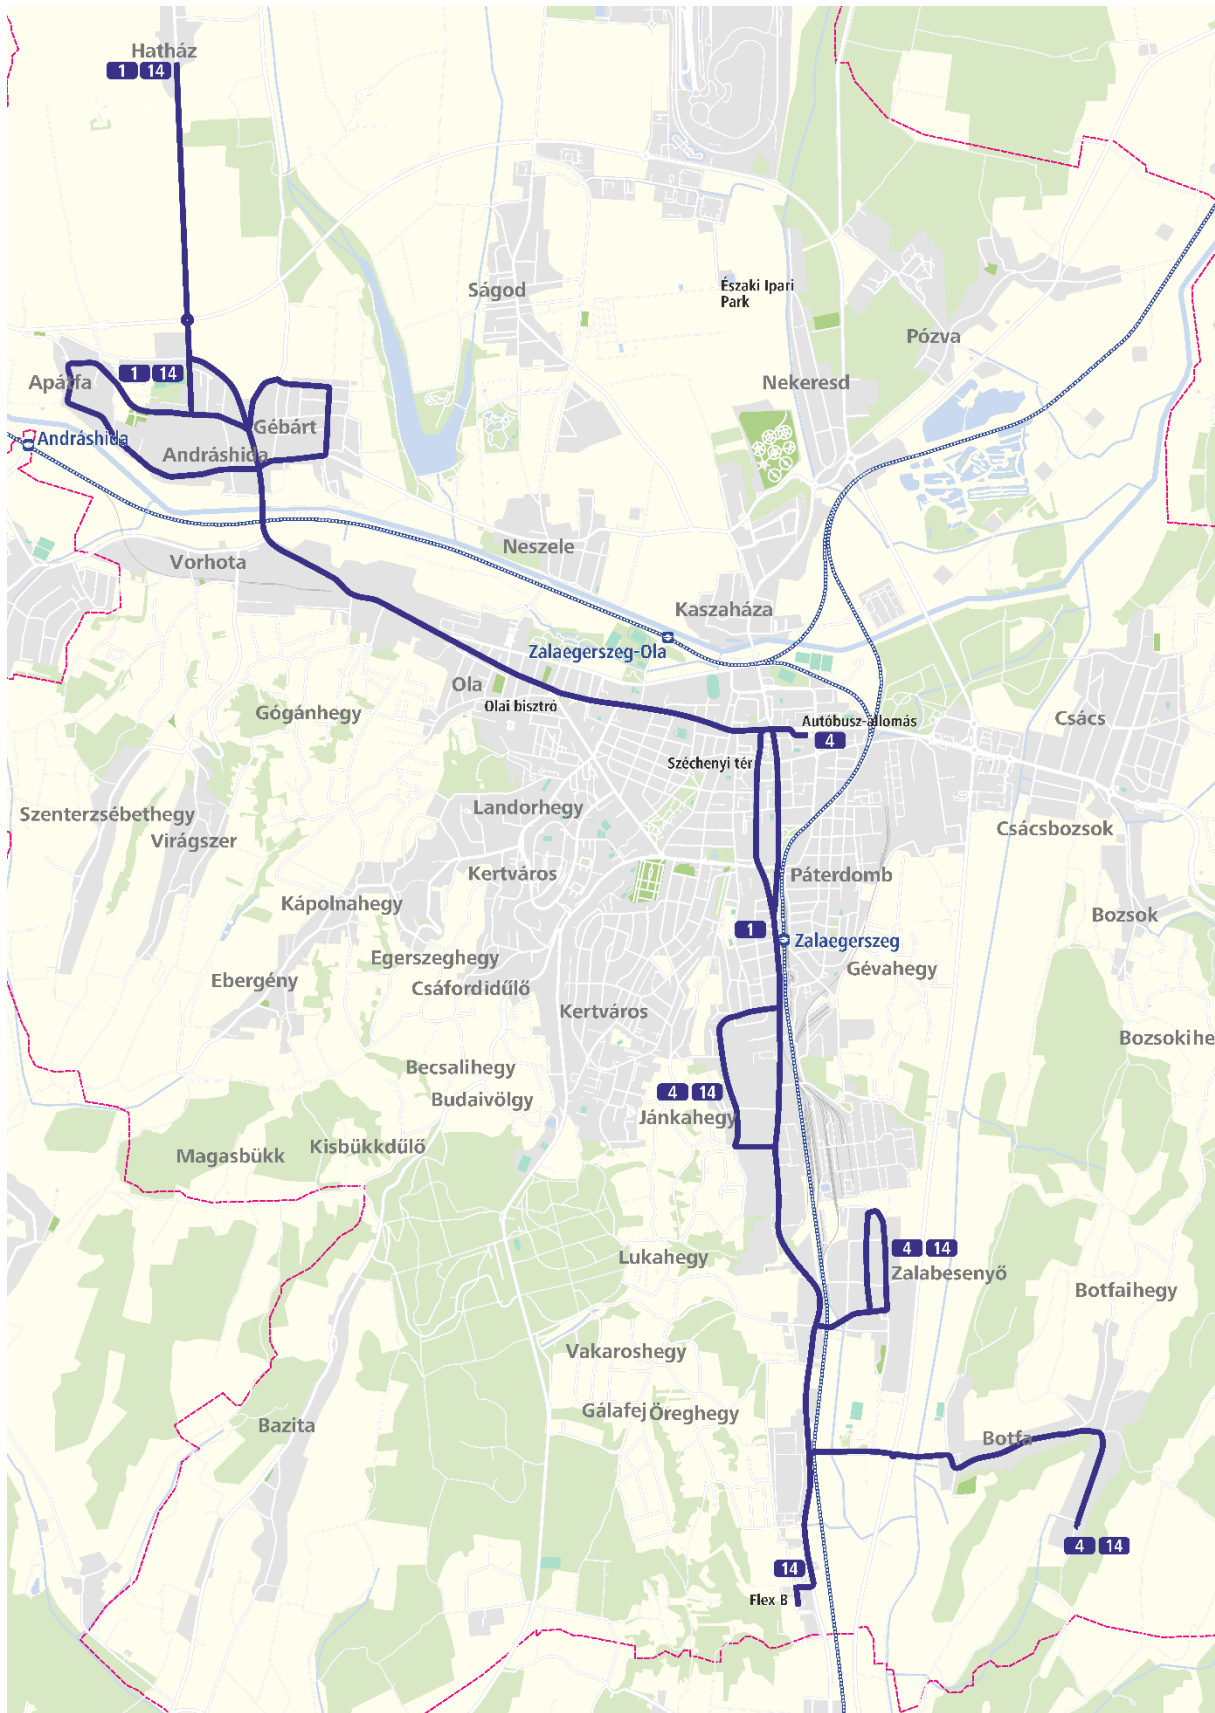 Hatház
1 14
Ságod
Északi Ipari
Park
Pózva
1 14
Apátfa
Nekeresd
Gébárt
Andráshida
Andráshida
Neszele
Vorhota
Kaszaháza
Zalaegerszeg-Ola
Ola
Olai bisztró
Gógánhegy
Autóbusz-állomás
4
Csács
Széchenyi tér
Landorhegy
Szenterzsébethegy
Virágszer
Csácsbozsok
Kertváros
Páterdomb
Kápolnahegy
Bozsok
1
Zalaegerszeg
Egerszeghegy
Gévahegy
Ebergény
Csáfordidűlő
Kertváros
Bozsokihe
Becsalihegy
Budaivölgy
4 14
Jánkahegy
Kisbükkdűlő
Magasbükk
4 14
Lukahegy
Zalabesenyő
Botfaihegy
Vakaroshegy
Gálafej
Öreghegy
Bazita
Botfa
4 14
14
Flex B